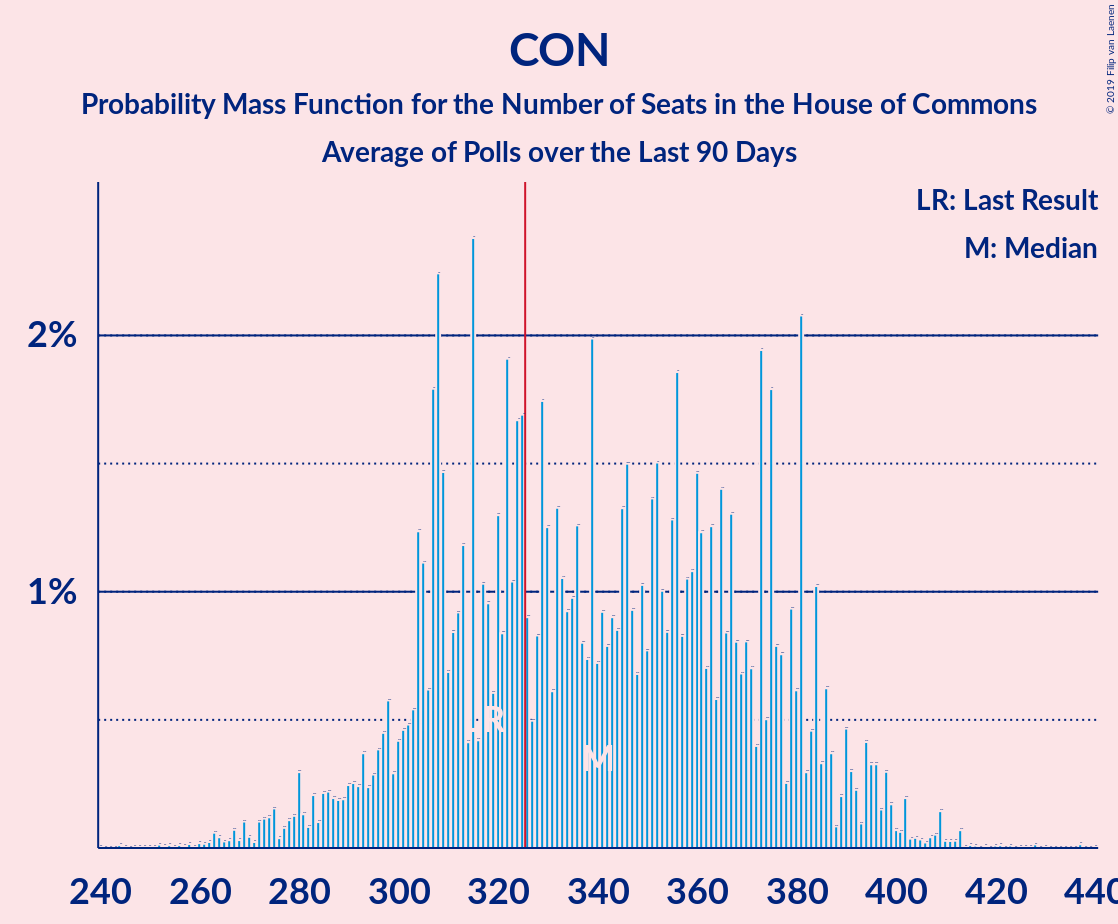 CON
Probability Mass Function for the Number of Seats in the House of Commons
Average of Polls over the Last 90 Days
© 2019 Filip van Laenen
LR: Last Result
M: Median
2%
1%
LR
M
240 260 280 300 320 340 360 380 400 420 440